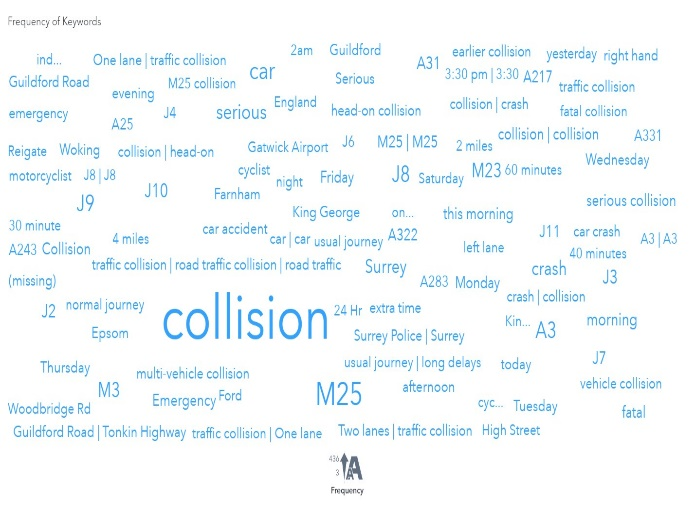 Frequency of Keywords
2am Guildford earlier collision yesterday right hand
ind... One lane | traffic collision car A31
Guildford Road M25 collision Serious 3:30 pm | 3:30 A217 traffic collision
evening England collision | crash
emergency J4 serious head-on collision fatal collision
A25 collision | collision A331
Reigate Woking collision | head-on Gatwick Airport J6 M25 | M25 2 miles Wednesday
motorcyclist J8 | J8 cyclist night Friday J8 Saturday M23 60 minutes
J9 J10 Farnham serious collision
King George on... this morning
30 minute car accident J11 car crash
A243 Collision 4 miles car | car usual journey A322 left lane 40 minutes A3 | A3
traffic collision | road traffic collision | road traffic Surrey crash
(missing) A283 Monday J3
J2 normal journey collision 24 Hr extra time crash | collision
Epsom Surrey Police | Surrey Kin... A3 morning
Thursday multi-vehicle collision usual journey | long delays today J7
M3 M25 afternoon vehicle collision
Woodbridge Rd Emergency Ford cyc... Tuesday fatal
Guildford Road | Tonkin Highway traffic collision | One lane Two lanes | traffic collision High Street
436
3
AA
Frequency